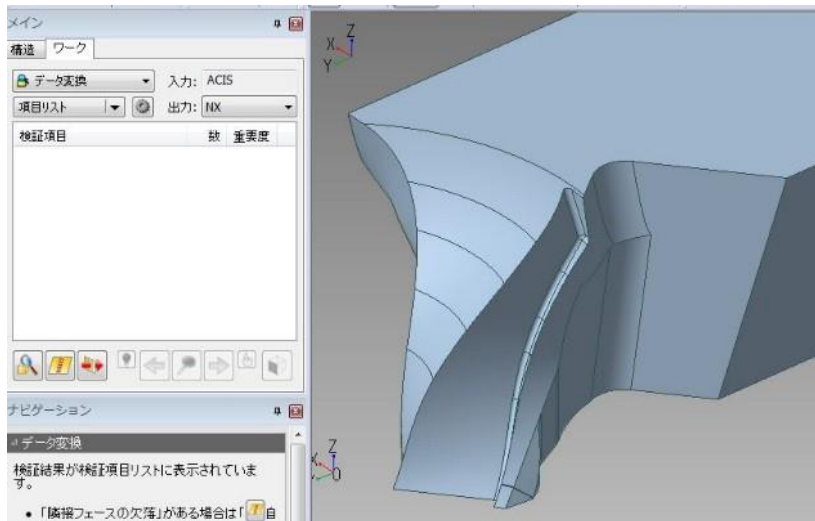 メイン
構造 ワーク
データ変換 入力: ACIS
項目リスト 出力: NX
検証項目 数 重要度
ナビゲーション
データ変換
検証結果が検証項目リストに表示されていま
す。
• 「隣接フェースの欠落」がある場合は「自
Z
X
Y
Z
X
O